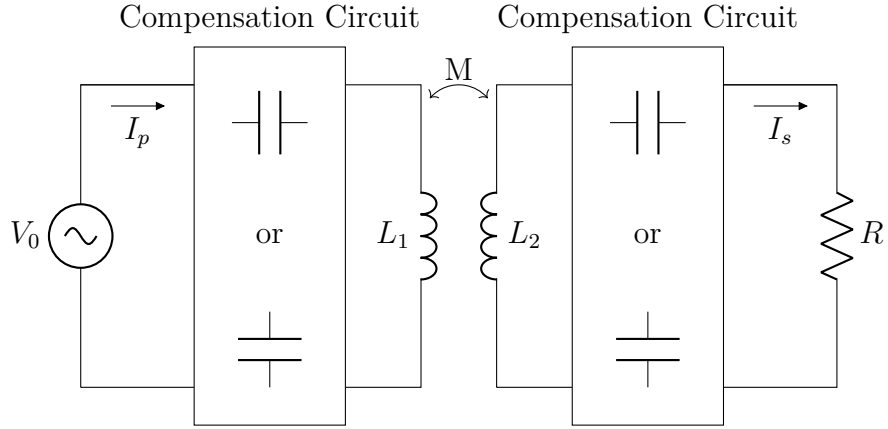 Compensation Circuit
Compensation Circuit
M
I_p
I_s
V_0
or
L_1
L_2
or
R